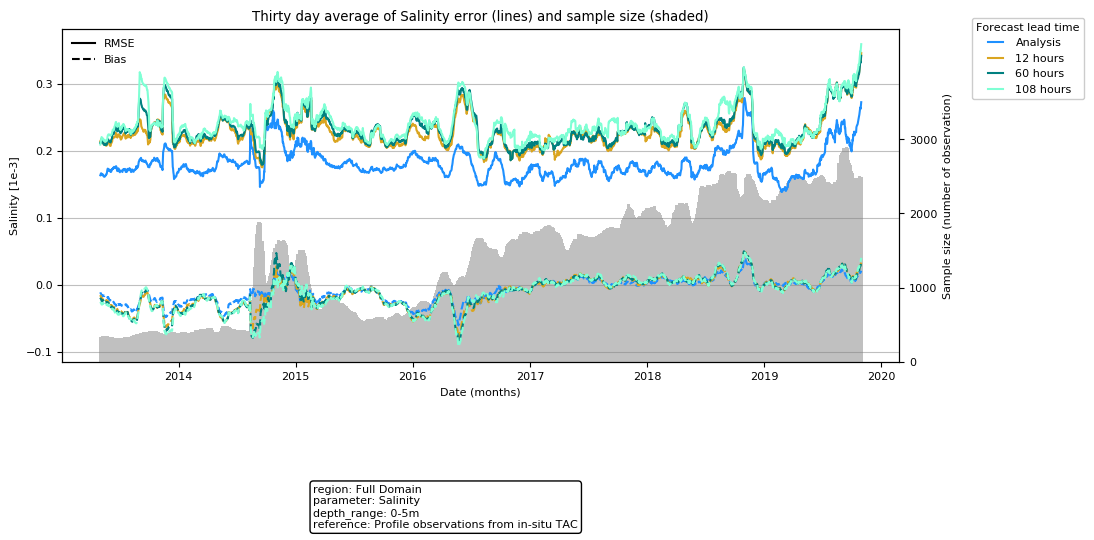 Thirty day average of Salinity error (lines) and sample size (shaded)
Forecast lead time
Analysis
12 hours
60 hours
108 hours
RMSE
Bias
Salinity [1e-3]
0.3
0.2
0.1
0.0
−0.1
Sample size (number of observation)
3000
2000
1000
0
2014
2015
2016
2017
2018
2019
2020
Date (months)
region: Full Domain
parameter: Salinity
depth_range: 0-5m
reference: Profile observations from in-situ TAC